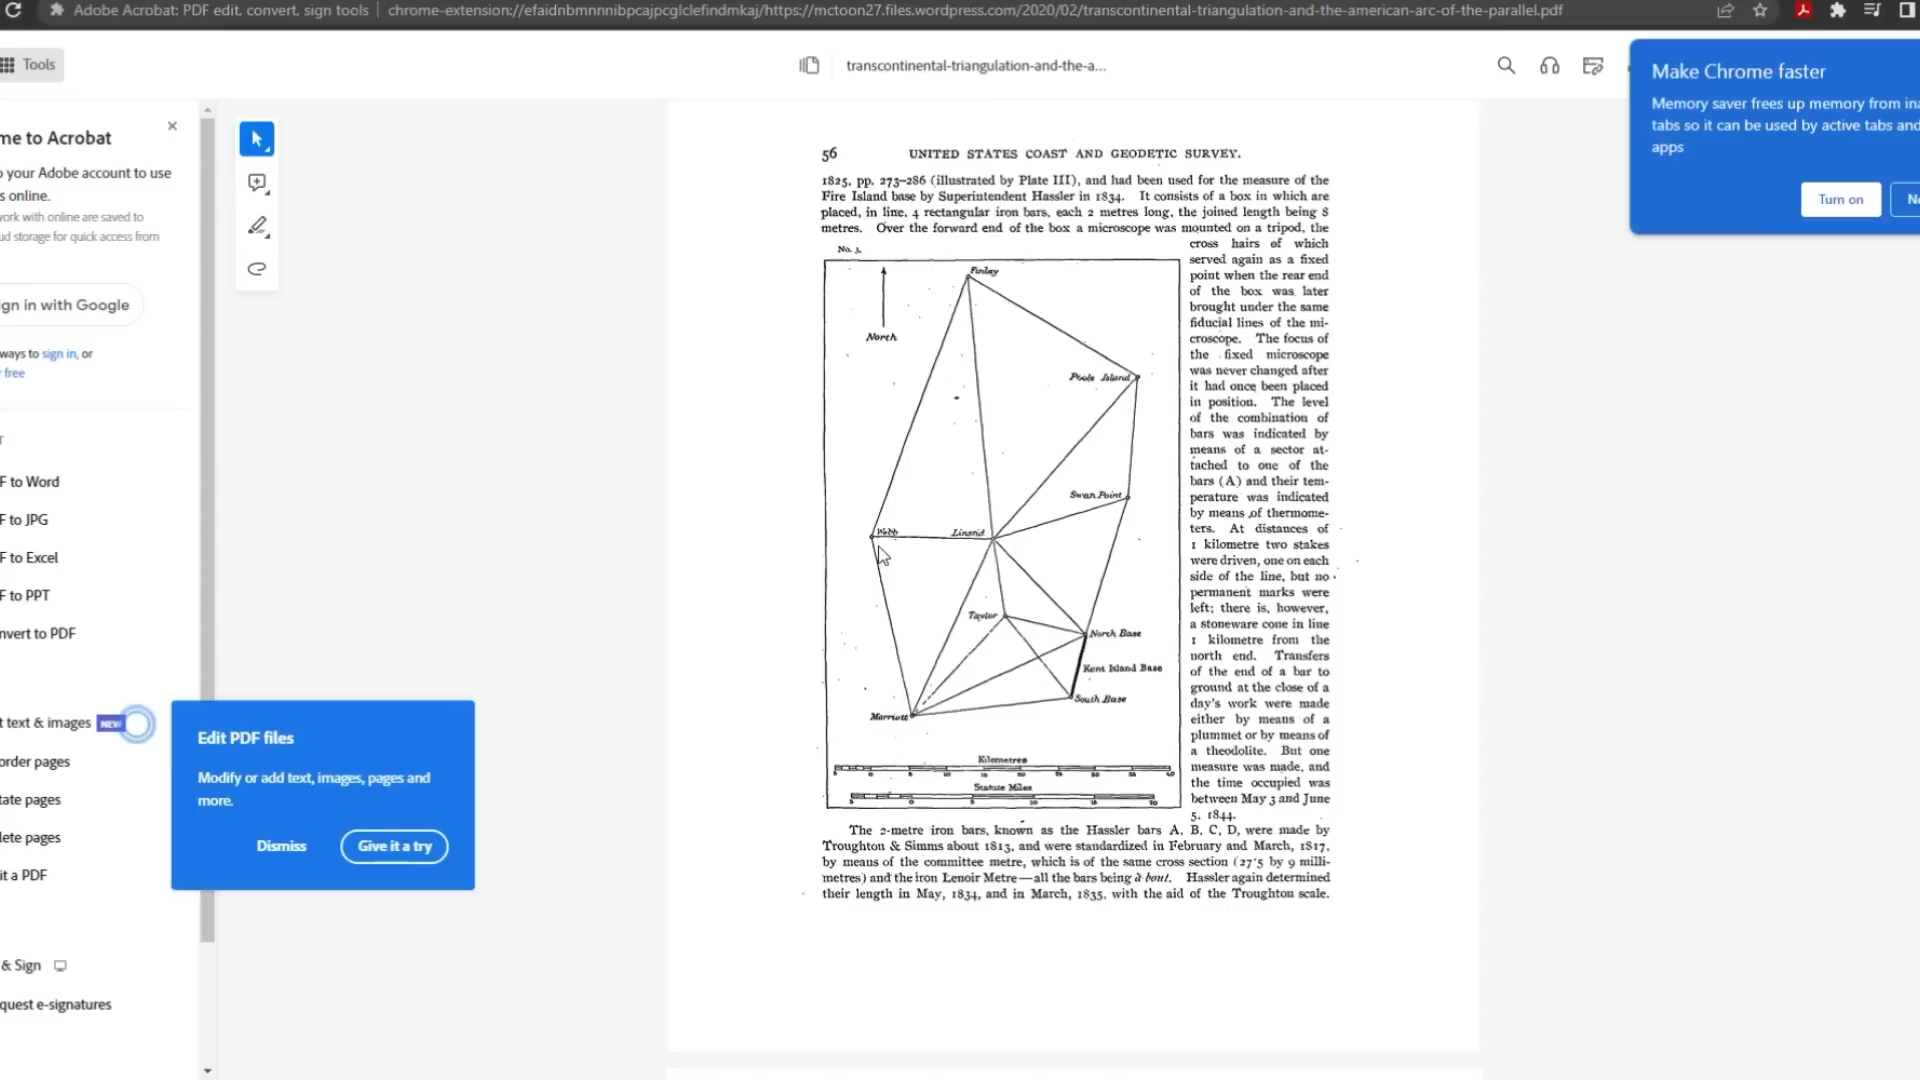 Adobe Acrobat: PDF edit, convert, sign tools | chrome-extension://efaidnbmnnnibpcajpcglclefindmkaj/https://mctoon27.files.wordpress.com/2020/02/transcontinental-triangulation-and-the-american-arc-of-the-parallel.pdf
Tools
transcontinental-triangulation-and-the-a...
Make Chrome faster
Memory saver frees up memory from ina
tabs so it can be used by active tabs and
apps
Turn on
No
me to Acrobat
o your Adobe account to use
s online.
work with online are saved to
ud storage for quick access from
ign in with Google
ways to sign in, or
free
F to Word
F to JPG
F to Excel
F to PPT
nvert to PDF
t text & images NEW
order pages
tate pages
lete pages
it a PDF
& Sign
quest e-signatures
Edit PDF files
Modify or add text, images, pages and
more.
Dismiss
Give it a try
56 UNITED STATES COAST AND GEODETIC SURVEY.
1825, pp. 273–286 (illustrated by Plate III), and had been used for the measure of the
Fire Island base by Superintendent Hassler in 1834. It consists of a box in which are
placed, in line, 4 rectangular iron bars, each 2 metres long, the joined length being 8
metres. Over the forward end of the box a microscope was mounted on a tripod, the
cross hairs of which
served again as a fixed
point when the rear end
of the box was later
brought under the same
fiducial lines of the mi-
croscope. The focus of
the fixed microscope
was never changed after
it had once been placed
in position. The level
of the combination of
bars was indicated by
means of a sector at-
tached to one of the
bars (A) and their tem-
perature was indicated
by means of thermome-
ters. At distances of
1 kilometre two stakes
were driven, one on each
side of the line, but no
permanent marks were
left; there is, however,
a stoneware cone in line
1 kilometre from the
north end. Transfers
of the end of a bar to
ground at the close of a
day's work were made
either by means of a
plummet or by means of
a theodolite. But one
measure was made, and
the time occupied was
between May 3 and June
5, 1844.
No. 3.
Finlay
North
Poole Island
Swan Point
Webb
Linstid
Taylor
North Base
Kent Island Base
South Base
Marriott
Kilometres
5 0 5 10 15 20 25 30 35 40
Statute Miles
5 0 5 10 15 20
The 2-metre iron bars, known as the Hassler bars A, B, C, D, were made by
Troughton & Simms about 1813, and were standardized in February and March, 1817,
by means of the committee metre, which is of the same cross section (27·5 by 9 milli-
metres) and the iron Lenoir Metre—all the bars being à bout. Hassler again determined
their length in May, 1834, and in March, 1835, with the aid of the Troughton scale.